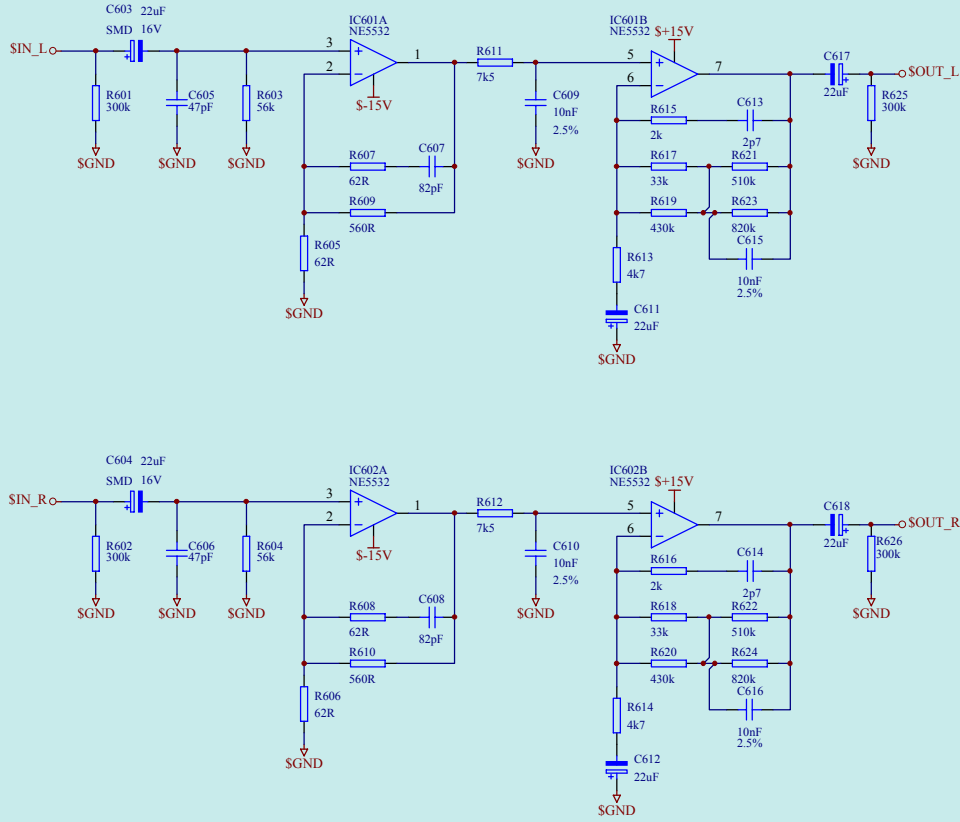 C603 22uF
SMD 16V
IC601A
NE5532
IC601B
NE5532
$+15V
$IN_L
3
2
1
R611
7k5
5
6
7
C617
22uF
$OUT_L
R601
300k
C605
47pF
R603
56k
$-15V
C609
10nF
2.5%
R625
300k
R615
2k
C613
2p7
$GND
$GND
$GND
$GND
$GND
R607
62R
C607
82pF
R617
33k
R621
510k
R609
560R
R619
430k
R623
820k
R605
62R
C615
10nF
2.5%
R613
4k7
$GND
C611
22uF
$GND
C604 22uF
SMD 16V
IC602A
NE5532
IC602B
NE5532
$+15V
$IN_R
3
2
1
R612
7k5
5
6
7
C618
22uF
$OUT_R
R602
300k
C606
47pF
R604
56k
$-15V
C610
10nF
2.5%
R626
300k
R616
2k
C614
2p7
$GND
$GND
$GND
$GND
$GND
R608
62R
C608
82pF
R618
33k
R622
510k
R610
560R
R620
430k
R624
820k
R606
62R
C616
10nF
2.5%
R614
4k7
$GND
C612
22uF
$GND